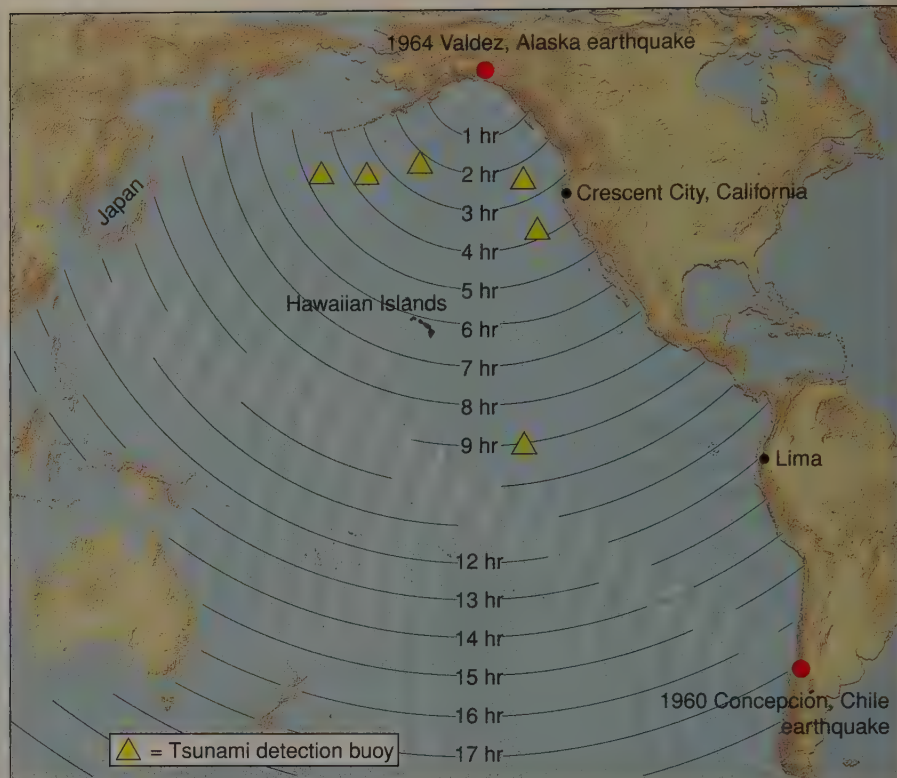 1964 Valdez, Alaska earthquake
1 hr
2 hr
Crescent City, California
3 hr
Japan
4 hr
5 hr
Hawaiian Islands
6 hr
7 hr
8 hr
9 hr
Lima
12 hr
13 hr
14 hr
15 hr
1960 Concepción, Chile
earthquake
16 hr
= Tsunami detection buoy
17 hr